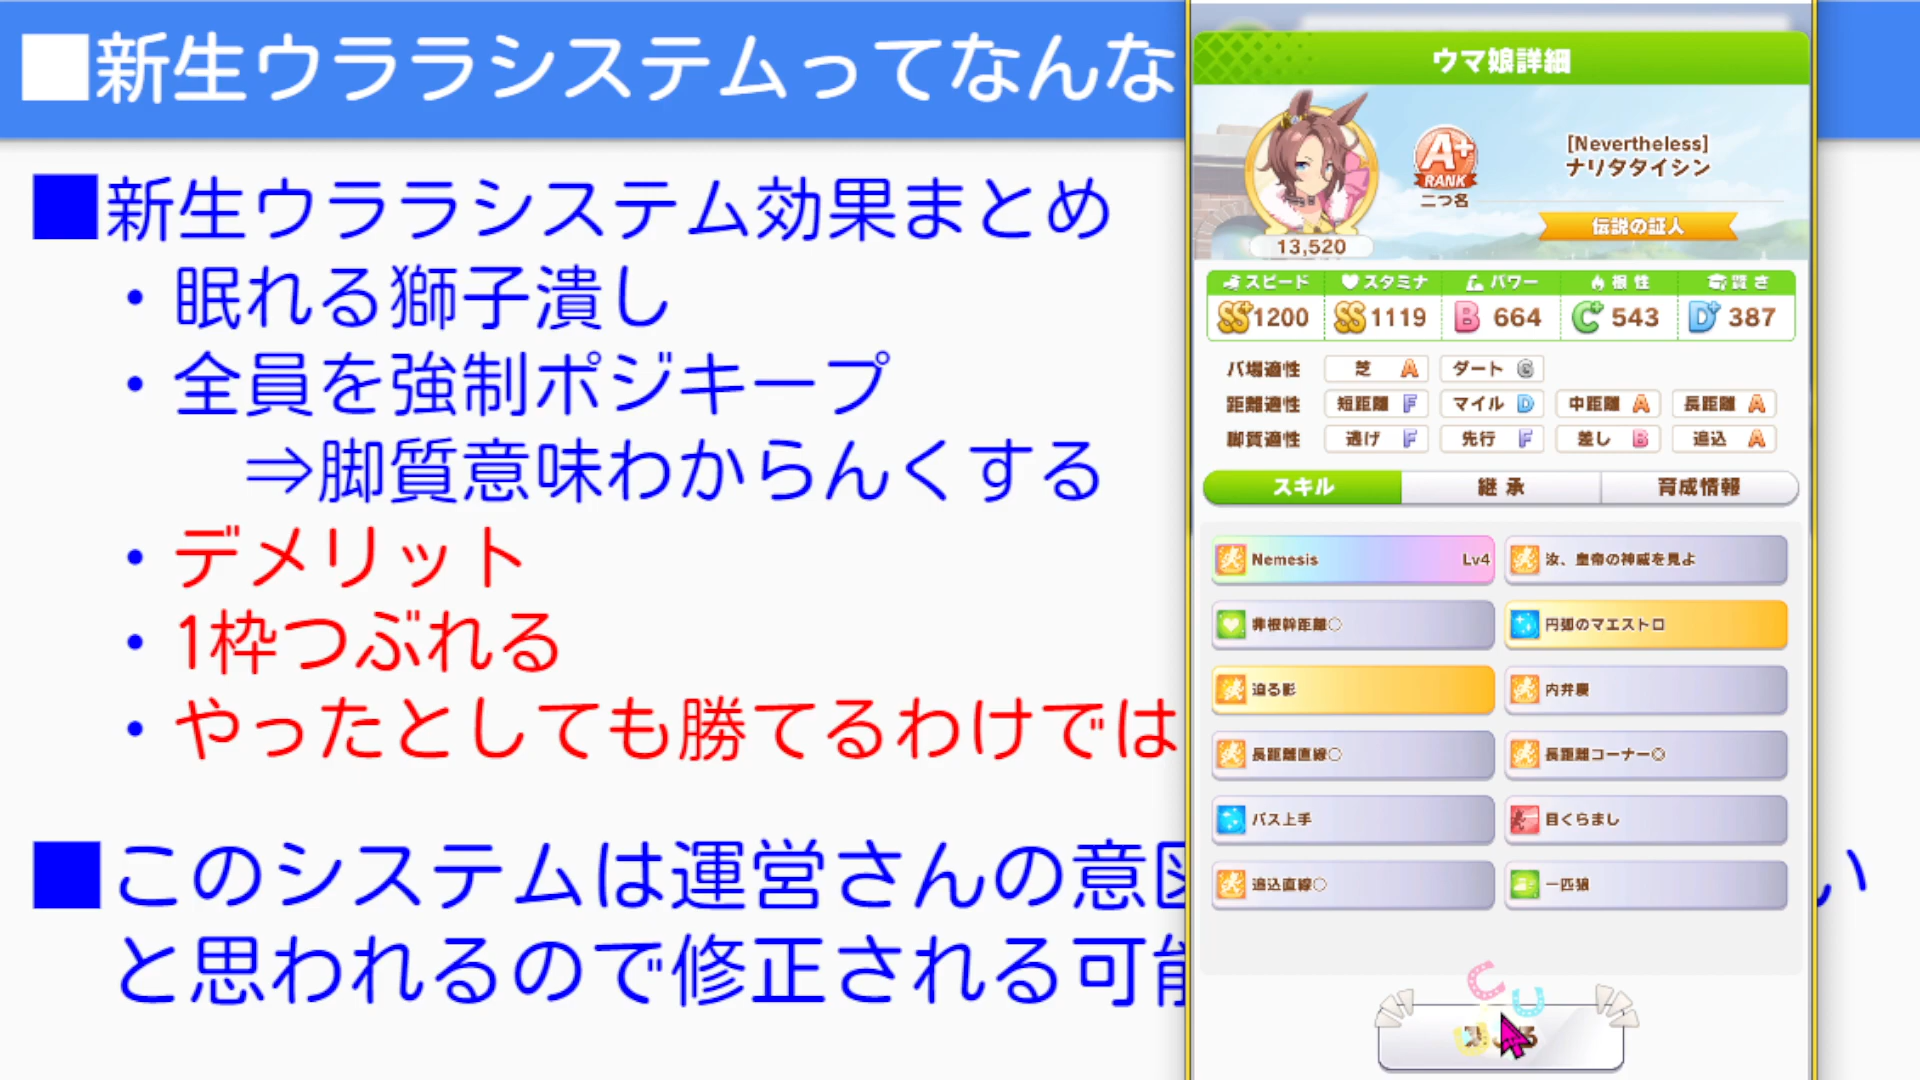 ■新生ウララシステムってなんな
■新生ウララシステム効果まとめ
・眠れる獅子潰し
・全員を強制ポジキープ
⇒脚質意味わからんくする
・デメリット
・1枠つぶれる
・やったとしても勝てるわけでは
■このシステムは運営さんの意図
い
と思われるので修正される可能
ウマ娘詳細
A+
RANK
二つ名
[Nevertheless]
ナリタタイシン
伝説の証人
13,520
スピード スタミナ パワー 根性 賢さ
SS+ 1200 SS 1119 B 664 C+ 543 D+ 387
バ場適性 芝 A ダート G
距離適性 短距離 F マイル D 中距離 A 長距離 A
脚質適性 逃げ F 先行 F 差し B 追込 A
スキル 継承 育成情報
Nemesis Lv4 汝、皇帝の神威を見よ
非根幹距離○ 円弧のマエストロ
迫る影 内弁慶
長距離直線○ 長距離コーナー◎
バス上手 目くらまし
追込直線○ 一匹狼